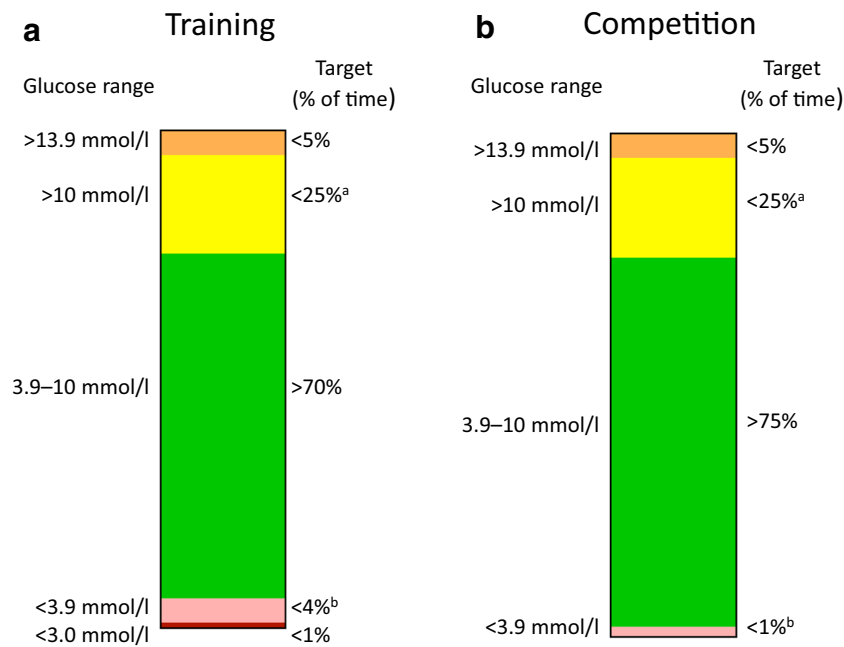 a Training
Glucose range
Target
(% of time)
>13.9 mmol/l <5%
>10 mmol/l <25%ᵃ
3.9–10 mmol/l >70%
<3.9 mmol/l <4%ᵇ
<3.0 mmol/l <1%
b Competition
Glucose range
Target
(% of time)
>13.9 mmol/l <5%
>10 mmol/l <25%ᵃ
3.9–10 mmol/l >75%
<3.9 mmol/l <1%ᵇ